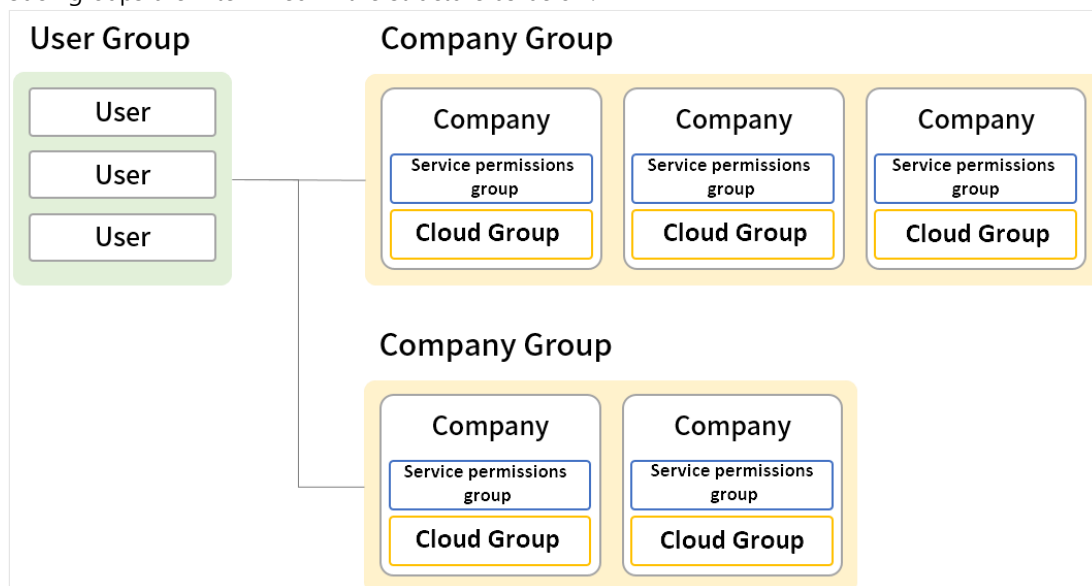 User Group
Company Group
User
User
User
Company
Service permissions
group
Cloud Group
Company
Service permissions
group
Cloud Group
Company
Service permissions
group
Cloud Group
Company Group
Company
Service permissions
group
Cloud Group
Company
Service permissions
group
Cloud Group